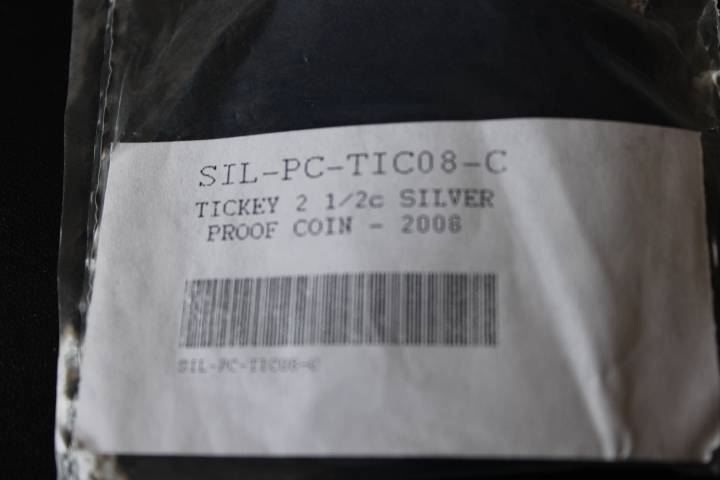 SIL-PC-TIC08-C
TICKEY 2 1/2c SILVER
PROOF COIN - 2008
SIL-PC-TIC08-C